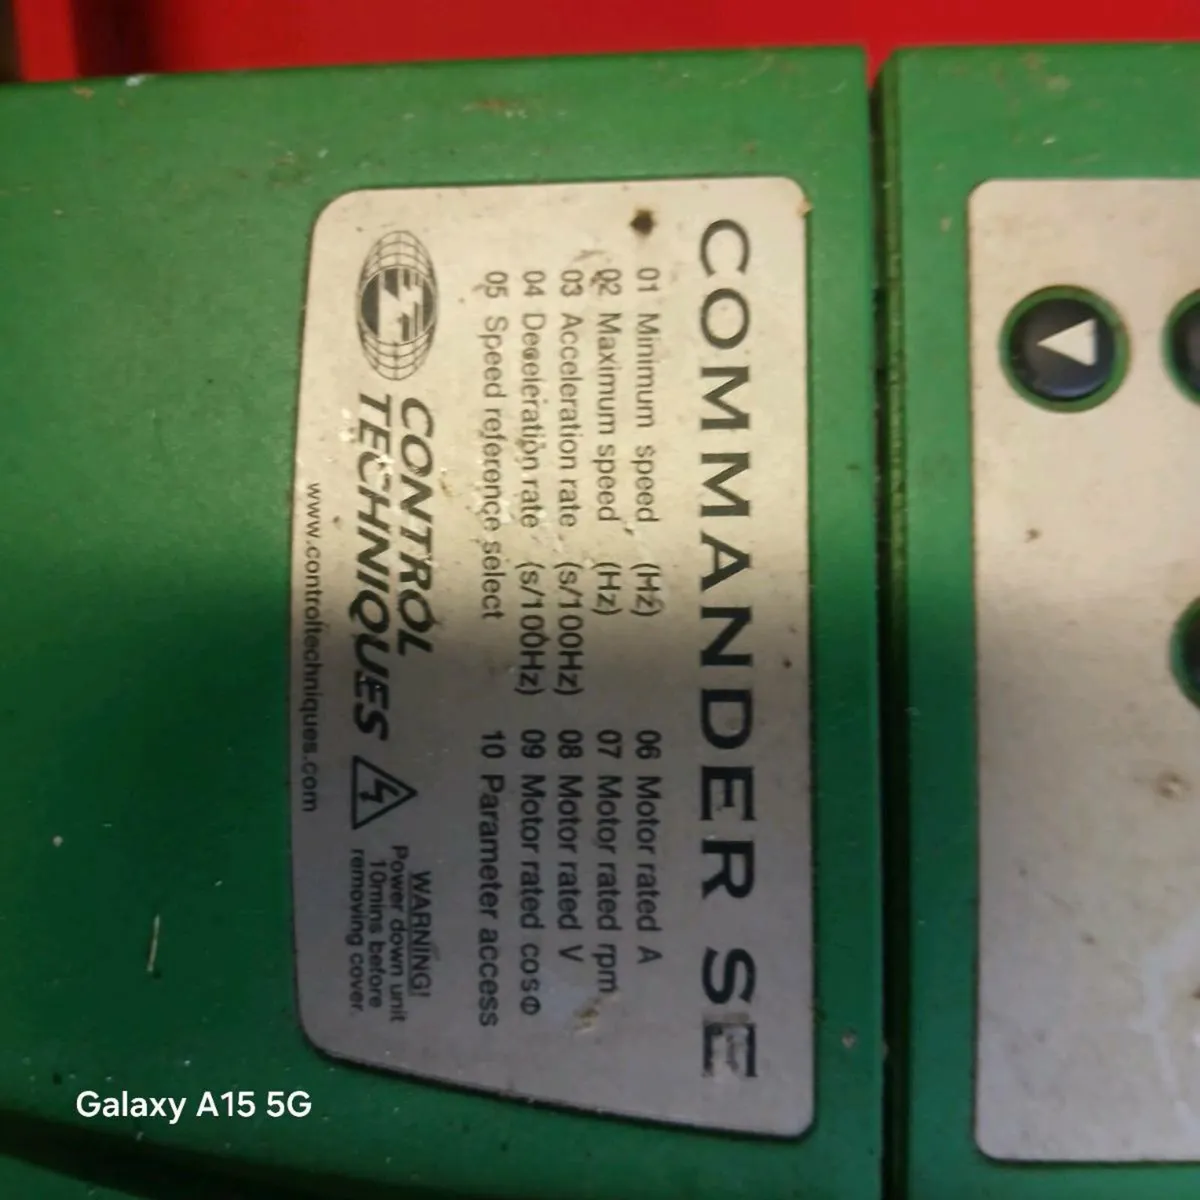 COMMANDER SE
01 Minimum speed (Hz)
02 Maximum speed (Hz)
03 Acceleration rate (s/100Hz)
04 Deceleration rate (s/100Hz)
05 Speed reference select
06 Motor rated A
07 Motor rated rpm
08 Motor rated V
09 Motor rated cosΦ
10 Parameter access
CONTROL
TECHNIQUES
www.controltechniques.com
WARNING!
Power down unit
10mins before
removing cover.
Galaxy A15 5G